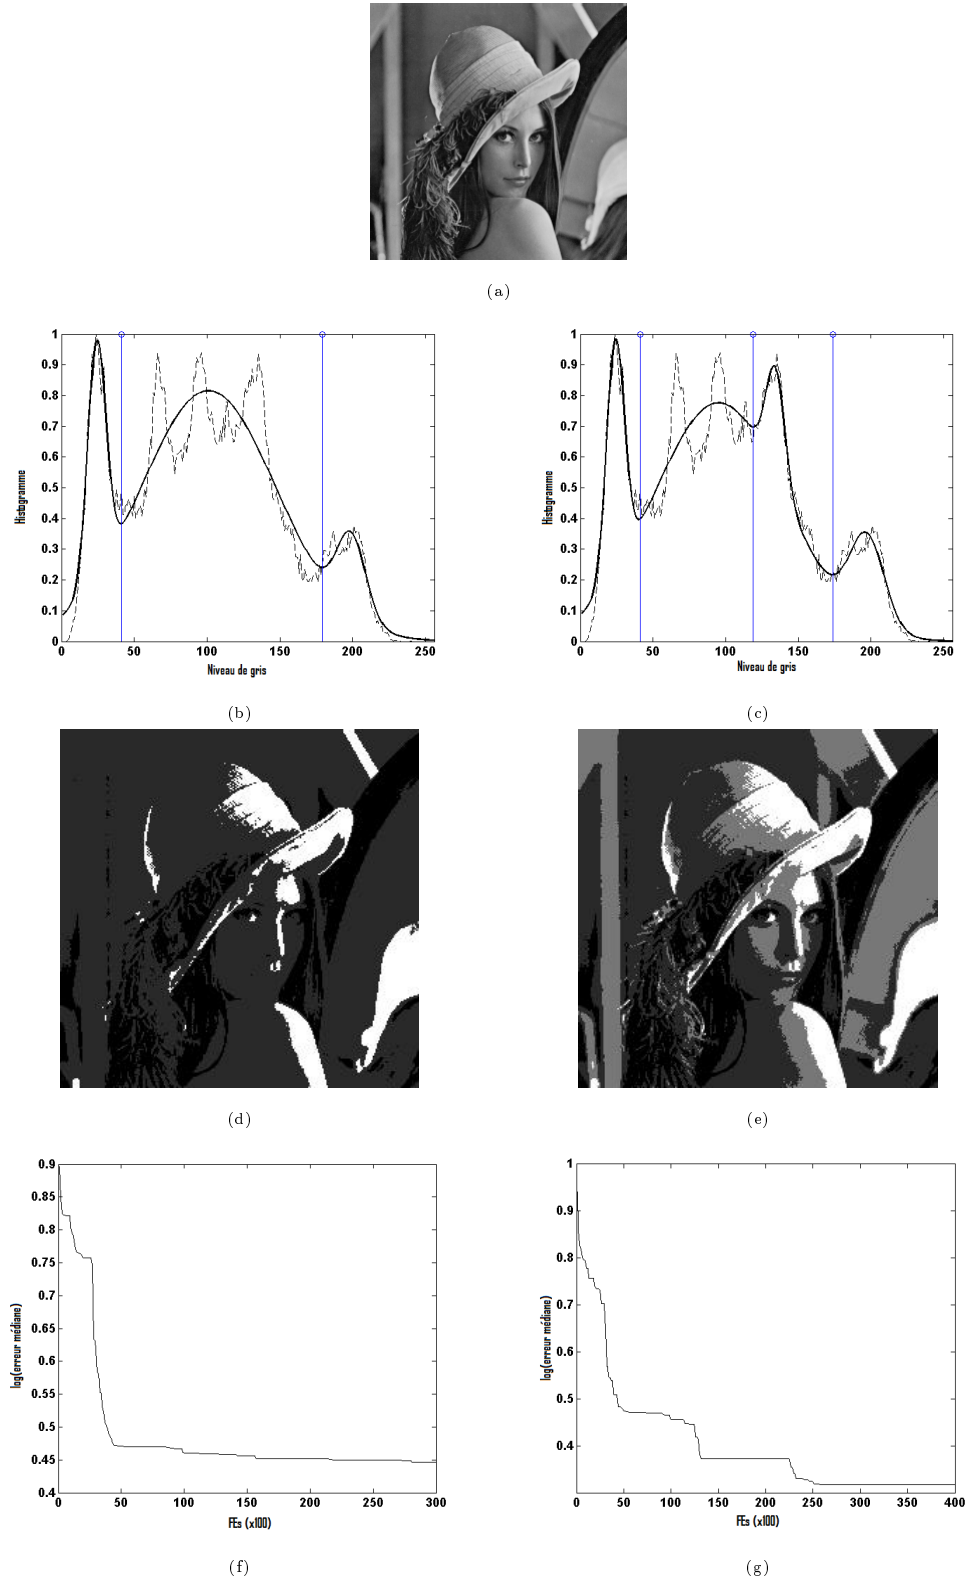 (a)
1
0.9
0.8
0.7
0.6
0.5
0.4
0.3
0.2
0.1
0
Histogramme
0 50 100 150 200 250
Niveau de gris
(b)
1
0.9
0.8
0.7
0.6
0.5
0.4
0.3
0.2
0.1
0
Histogramme
0 50 100 150 200 250
Niveau de gris
(c)
(d)
(e)
0.9
0.85
0.8
0.75
0.7
0.65
0.6
0.55
0.5
0.45
0.4
log(erreur médiane)
0 50 100 150 200 250 300
FEs (x100)
(f)
1
0.9
0.8
0.7
0.6
0.5
0.4
log(erreur médiane)
0 50 100 150 200 250 300 350 400
FEs (x100)
(g)